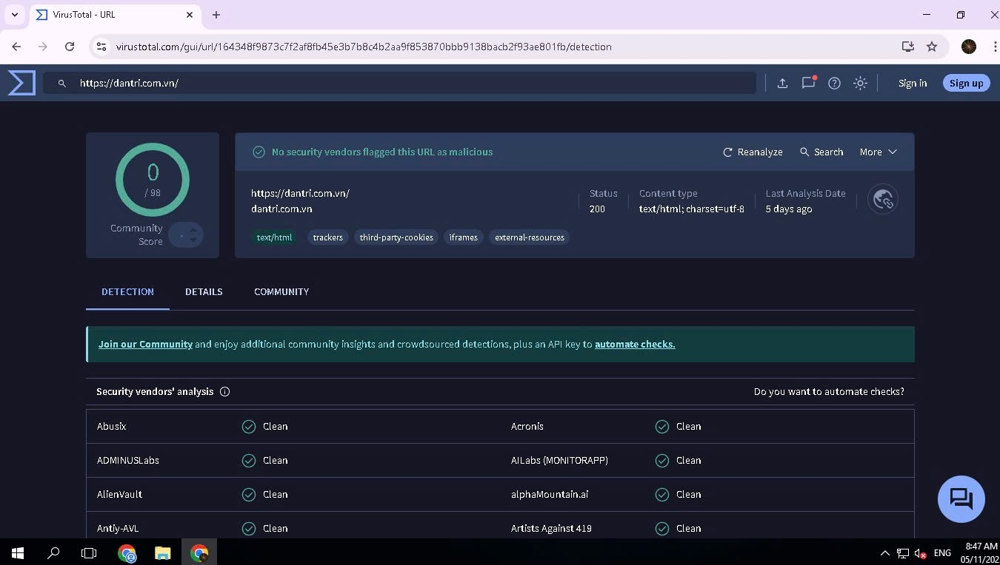 VirusTotal - URL
virustotal.com/gui/url/164348f9873c7f2af8fb45e3b7b8c4b2aa9f853870bbb9138bacb2f93ae801fb/detection
https://dantri.com.vn/
Sign in
Sign up
0
/ 98
Community
Score
No security vendors flagged this URL as malicious
Reanalyze
Search
More
https://dantri.com.vn/
dantri.com.vn
Status
200
Content type
text/html; charset=utf-8
Last Analysis Date
5 days ago
text/html
trackers
third-party-cookies
iframes
external-resources
DETECTION
DETAILS
COMMUNITY
Join our Community and enjoy additional community insights and crowdsourced detections, plus an API key to automate checks.
Security vendors' analysis
Do you want to automate checks?
Abusix Clean Acronis Clean
ADMINUSLabs Clean AILabs (MONITORAPP) Clean
AlienVault Clean alphaMountain.ai Clean
Antiy-AVL Clean Artists Against 419 Clean
ENG
8:47 AM
05/11/202